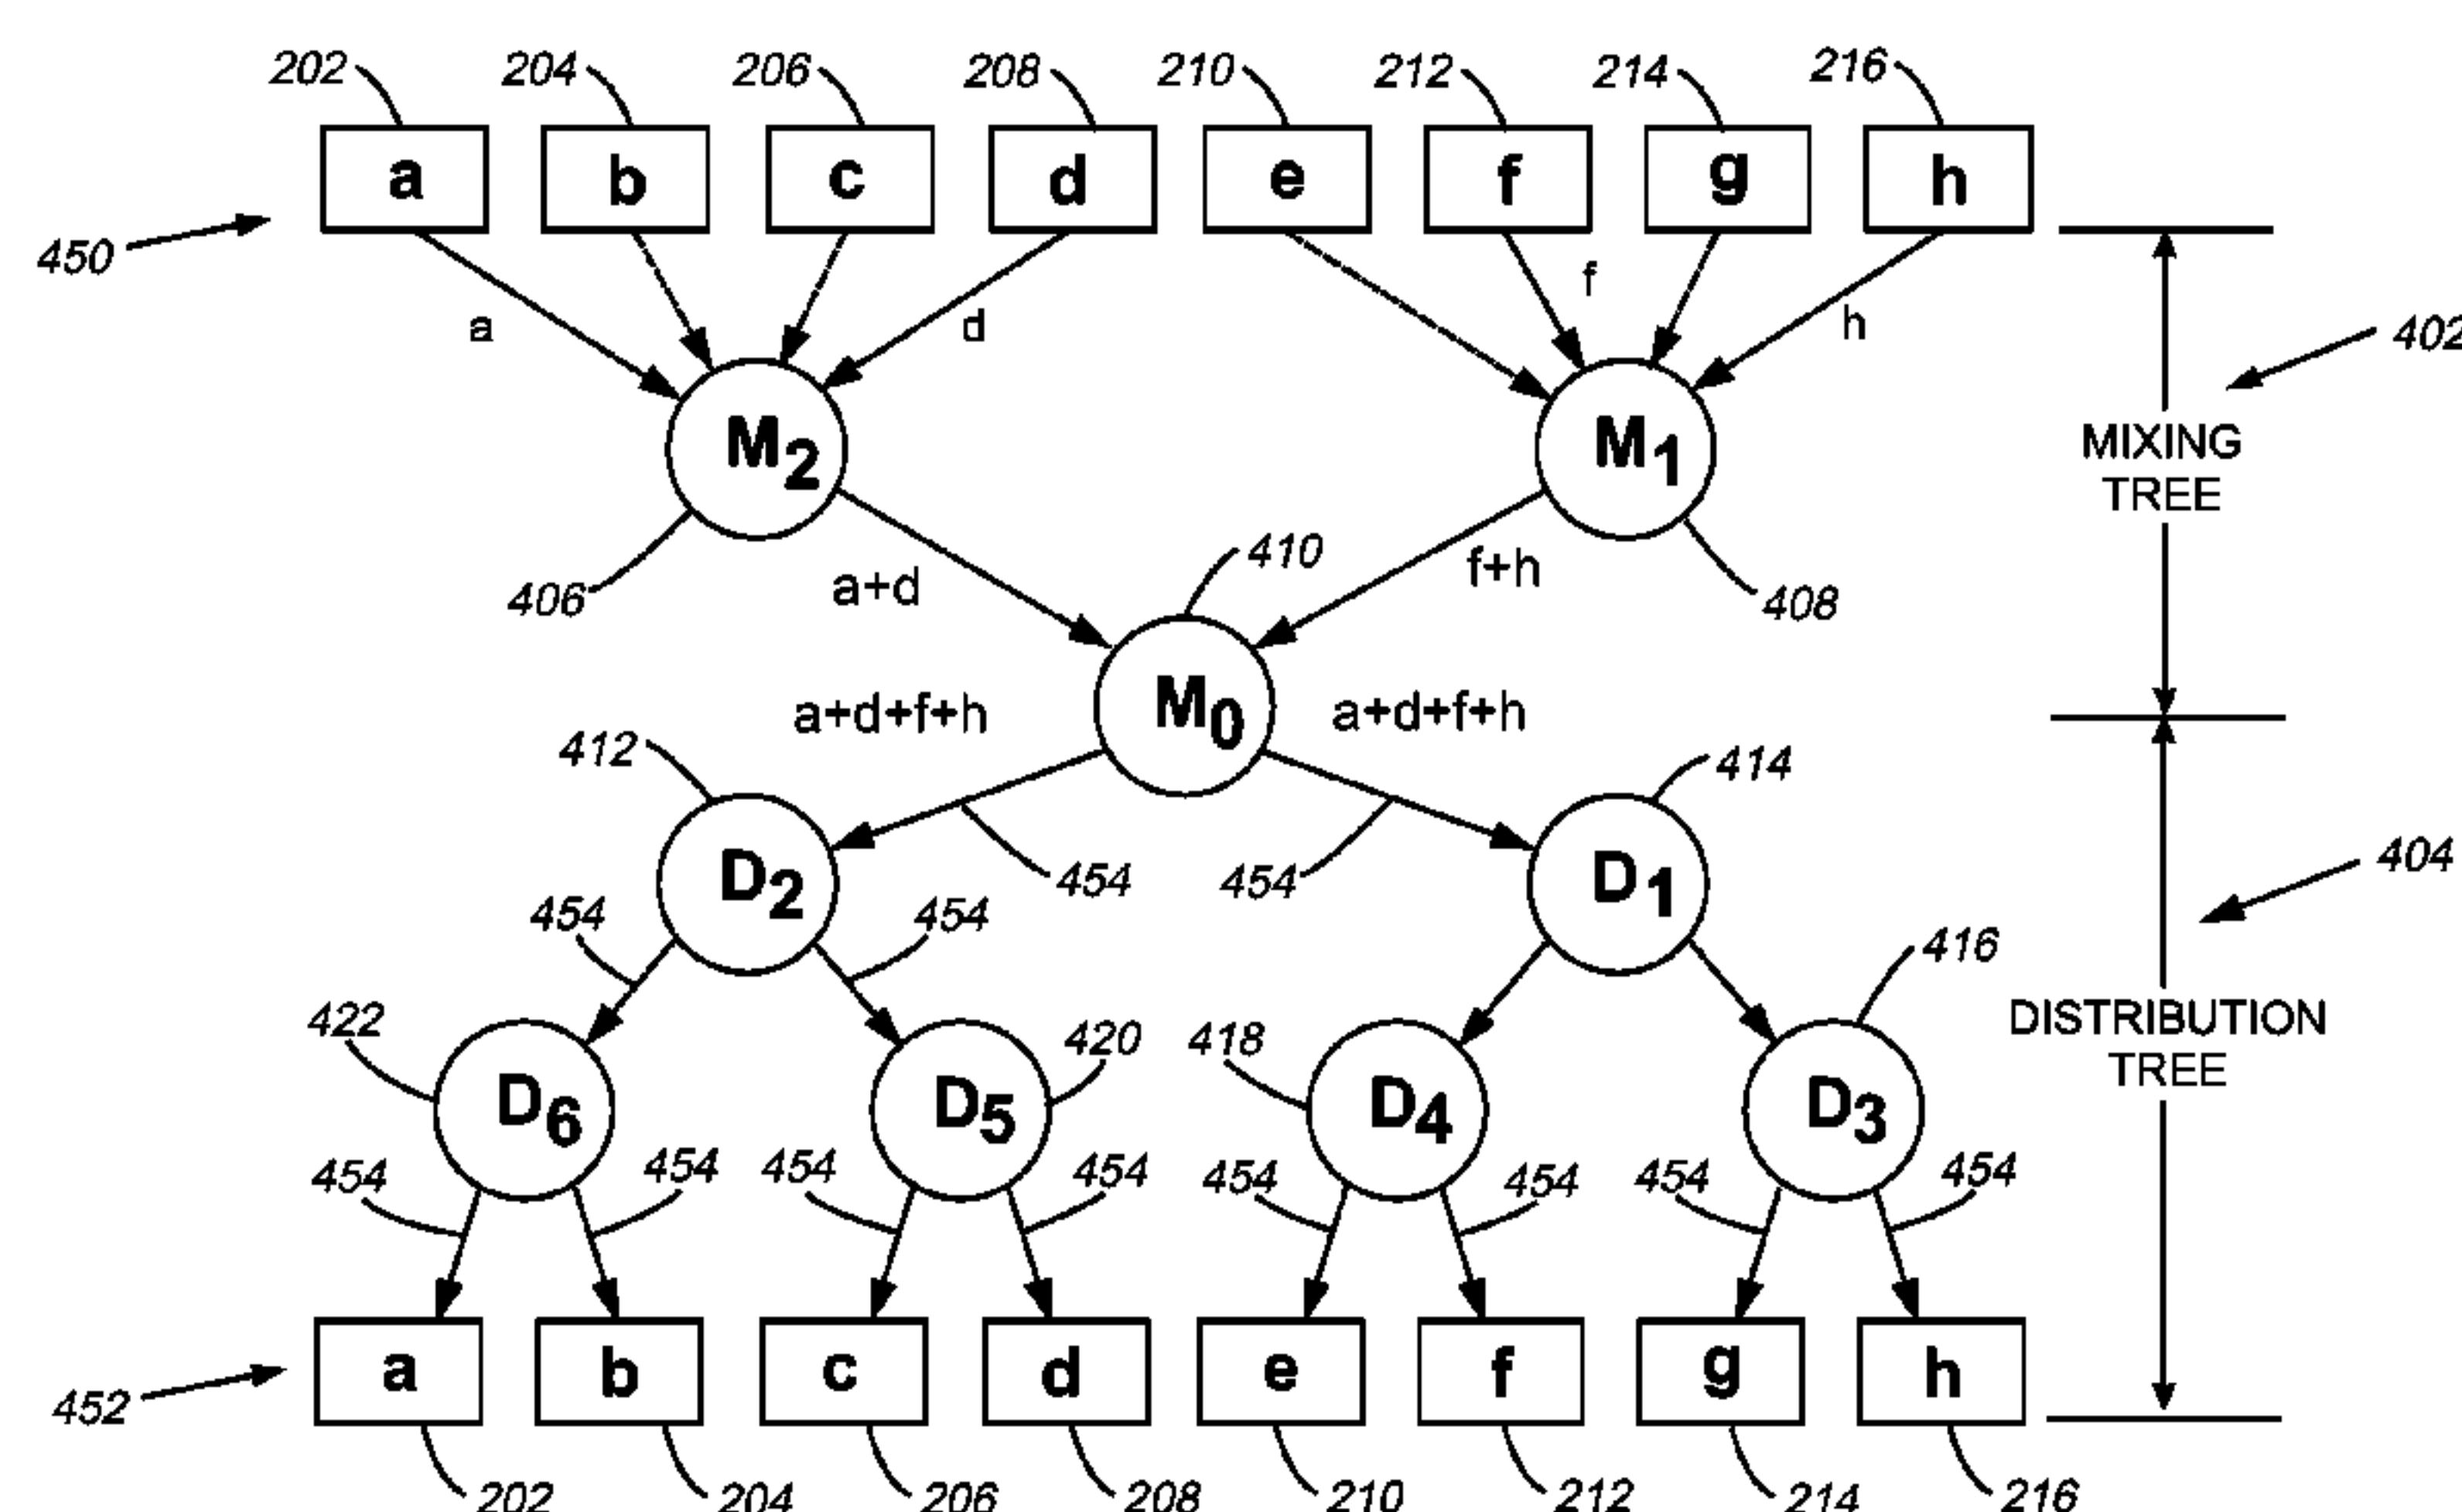 202 204 206 208 210 212 214 216
a b c d e f g h
450
a d f h
402
M2 M1
MIXING
TREE
406 a+d 410 f+h 408
M0
a+d+f+h a+d+f+h
412 414
454 454
D2 D1
404
454 454 416
DISTRIBUTION
TREE
422 420 418
D6 D5 D4 D3
454 454 454 454 454 454 454 454
a b c d e f g h
452
202 204 206 208 210 212 214 216